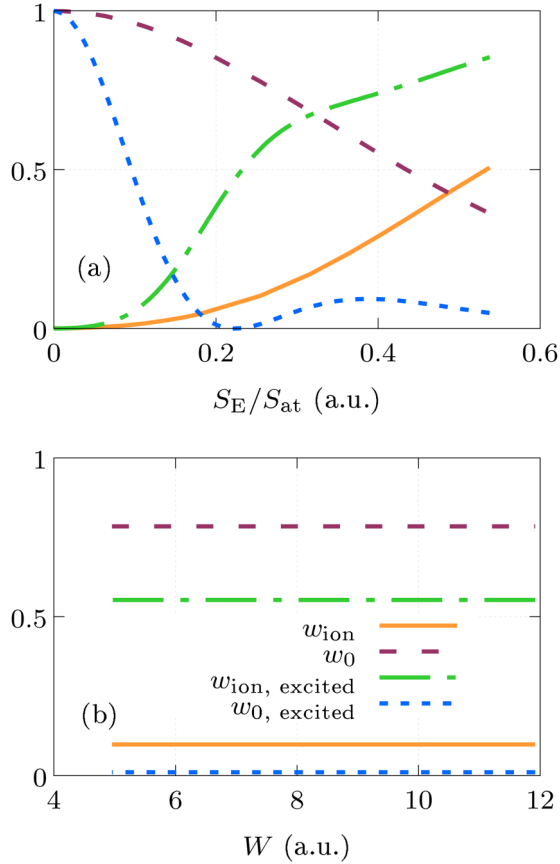 1
0.5
(a)
0
0 0.2 0.4 0.6
S_E/S_at (a.u.)
1
0.5
w_ion
w_0
w_ion, excited
w_0, excited
(b)
0
4 6 8 10 12
W (a.u.)